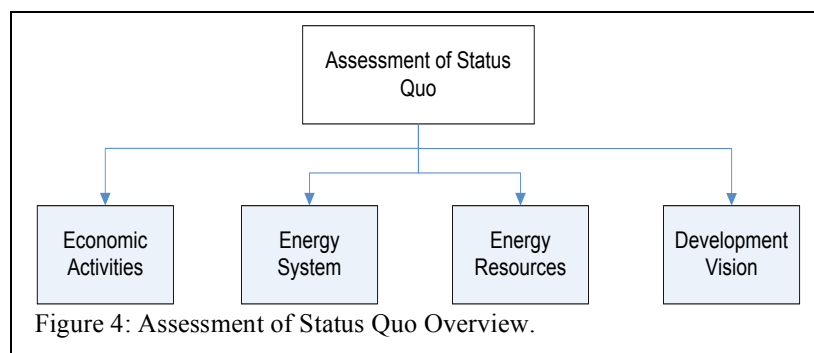 Assessment of Status
Quo
Economic
Activities
Energy
System
Energy
Resources
Development
Vision
Figure 4: Assessment of Status Quo Overview.